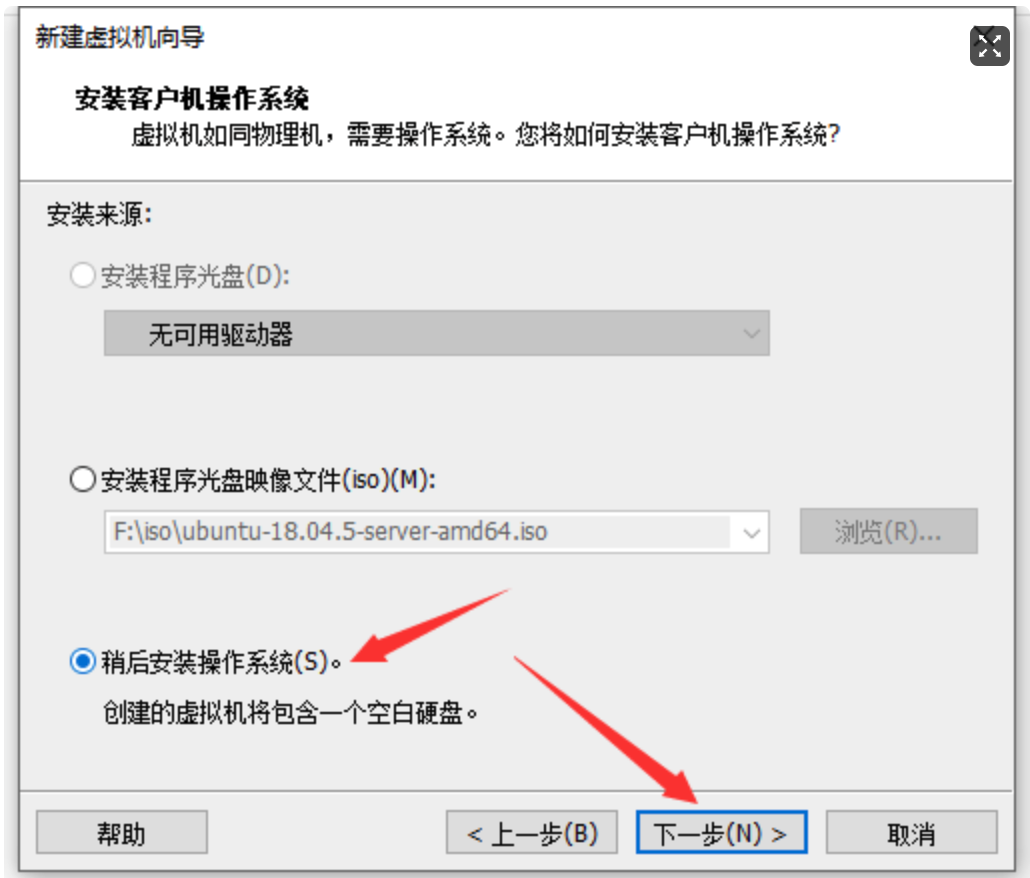 新建虚拟机向导
安装客户机操作系统
虚拟机如同物理机，需要操作系统。您将如何安装客户机操作系统?
安装来源:
安装程序光盘(D):
无可用驱动器
安装程序光盘映像文件(iso)(M):
F:\iso\ubuntu-18.04.5-server-amd64.iso
浏览(R)...
稍后安装操作系统(S)。
创建的虚拟机将包含一个空白硬盘。
帮助
< 上一步(B)
下一步(N) >
取消